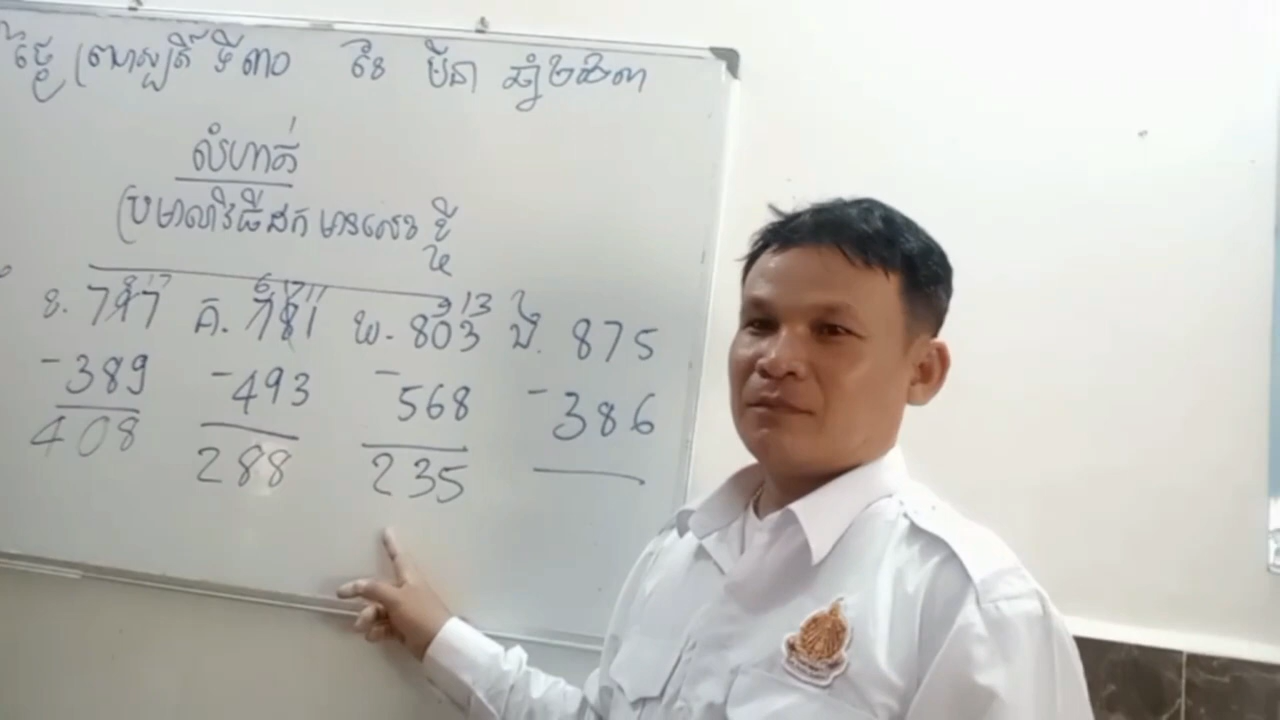 ថ្ងៃ ព្រហស្បតិ៍ ទី៣០ ខែ មីនា ឆ្នាំ២០២៣
លំហាត់
ប្រមាណវិធីដក មានលេខ ខ្ចី
ខ. 797 គ. 781 ឃ. 803 ង. 875
-389 -493 -568 -386
408 288 235